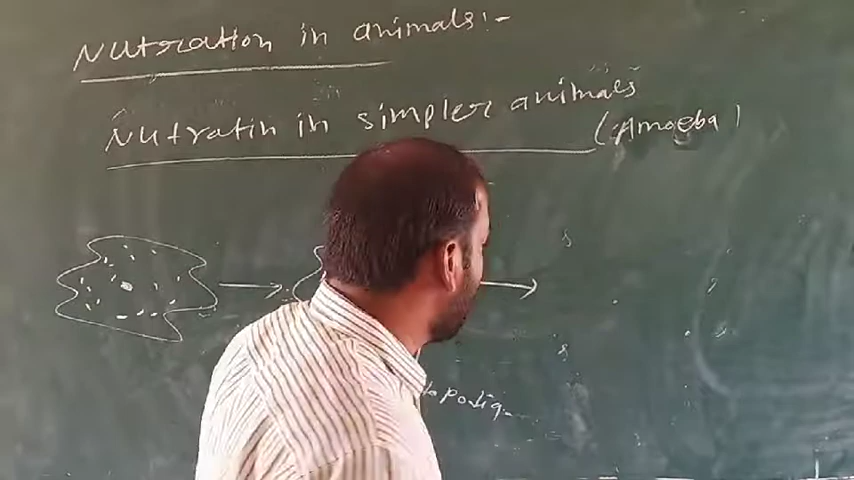 Nutration in animals:-
Nutratin in simpler animals
(Amoeba)